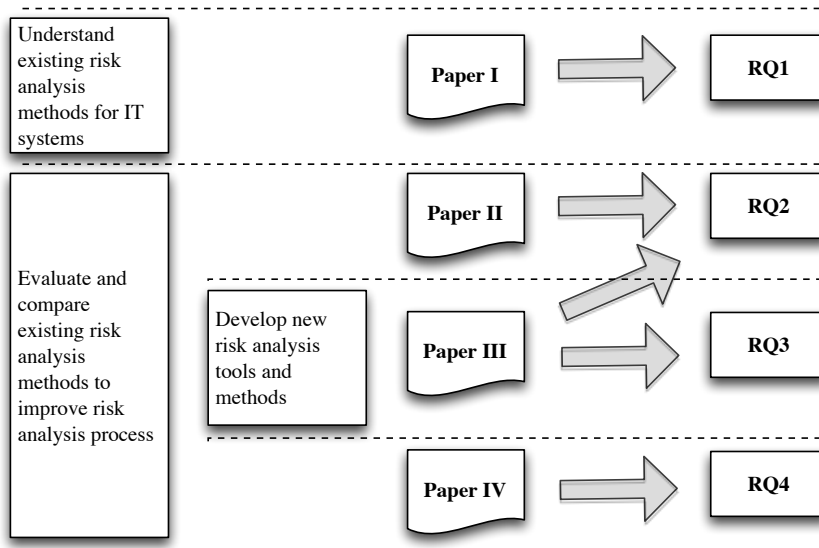 Understand
existing risk
analysis
methods for IT
systems
Paper I
RQ1
Evaluate and
compare
existing risk
analysis
methods to
improve risk
analysis process
Paper II
RQ2
Develop new
risk analysis
tools and
methods
Paper III
RQ3
Paper IV
RQ4